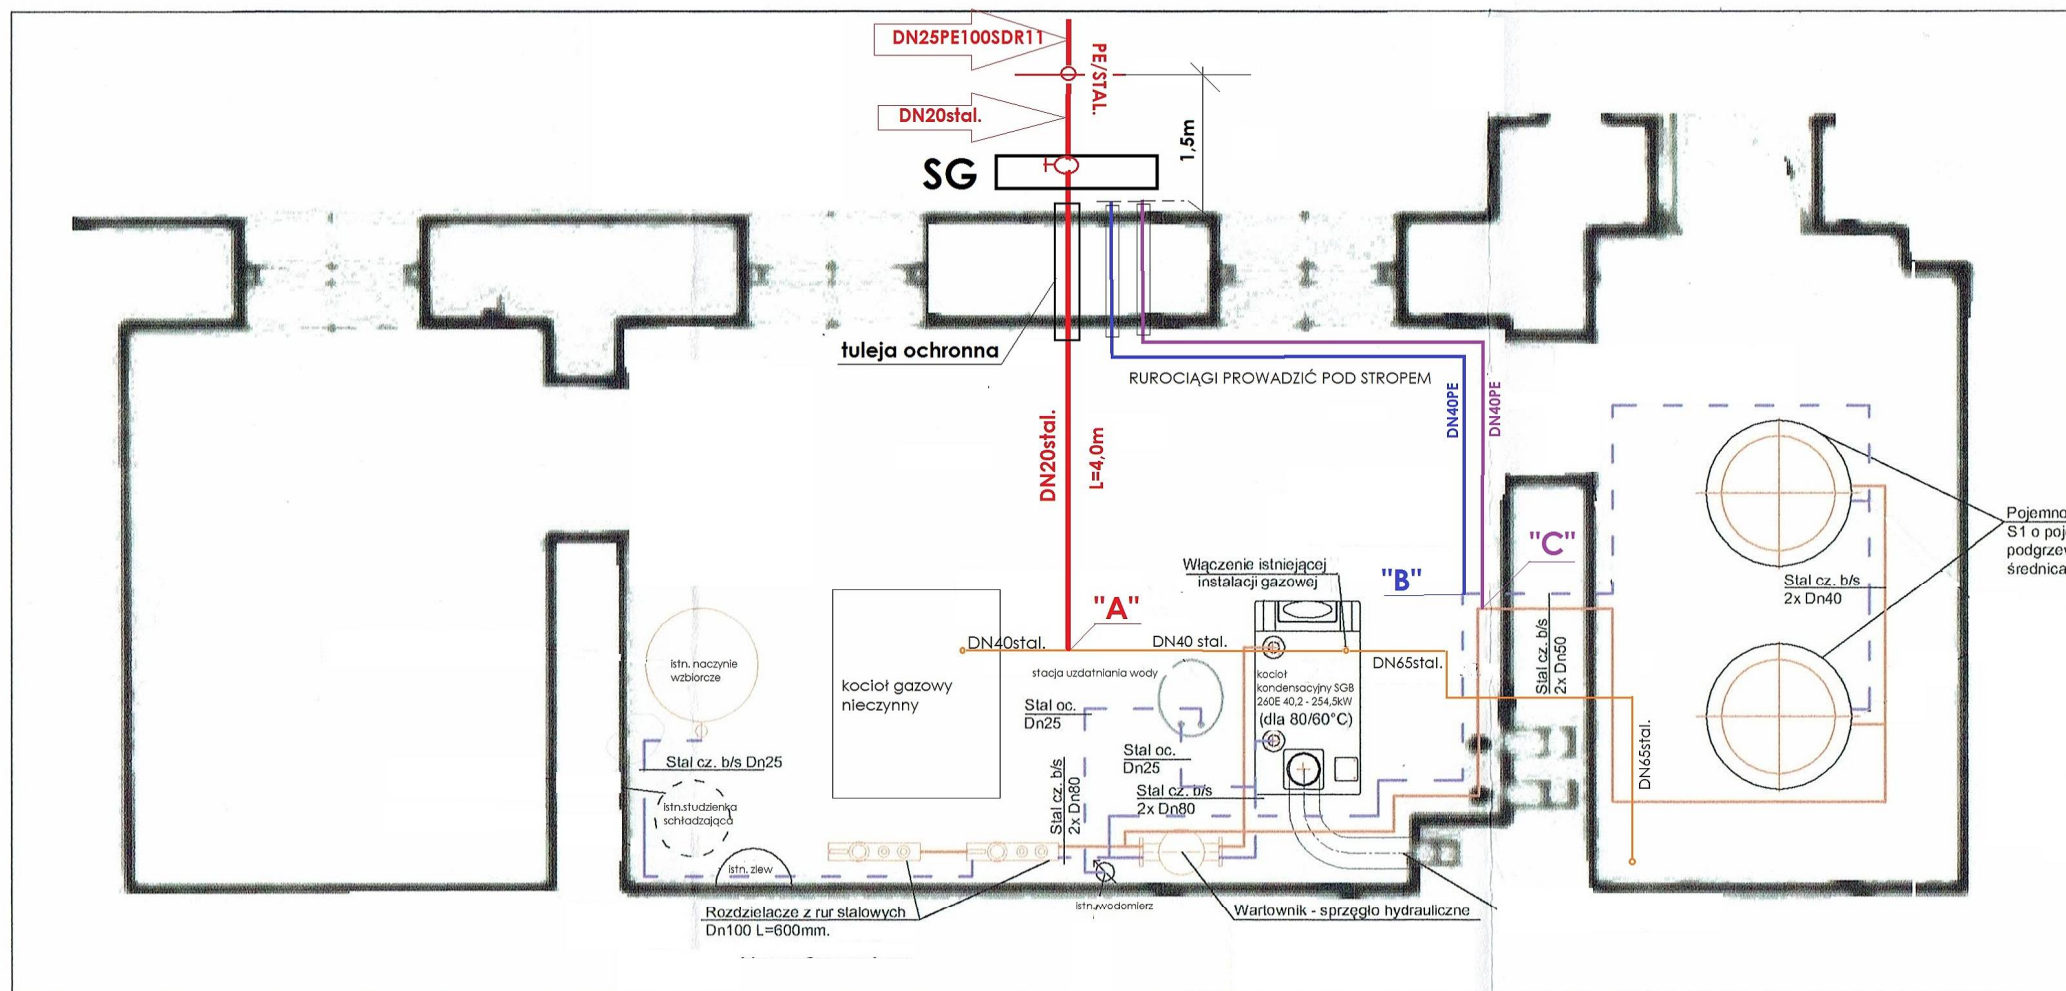 DN25PE100SDR11
PE/STAL.
DN20stal.
1,5m
SG
tuleja ochronna
RUROCIĄGI PROWADZIĆ POD STROPEM
DN40PE
DN40PE
DN20stal.
L=4,0m
"C"
Pojemno
S1 o poj
podgrzew
średnica
Włączenie istniejącej
instalacji gazowej
"B"
"A"
Stal cz. b/s
2x Dn40
Stal cz. b/s
2x Dn50
DN40stal.
DN40 stal.
DN65stal.
istn. naczynie
wzbiorcze
kocioł gazowy
nieczynny
stacja uzdatniania wody
kocioł
kondensacyjny SGB
260E 40,2 - 254,5kW
(dla 80/60°C)
Stal oc.
Dn25
Stal oc.
Dn25
DN65stal.
Stal cz. b/s Dn25
Stal cz. b/s
2x Dn80
Stal cz. b/s
2x Dn80
istn.studzienka
schładzająca
istn. zlew
istn.wodomierz
Rozdzielacze z rur stalowych
Dn100 L=600mm.
Wartownik - sprzęgło hydrauliczne